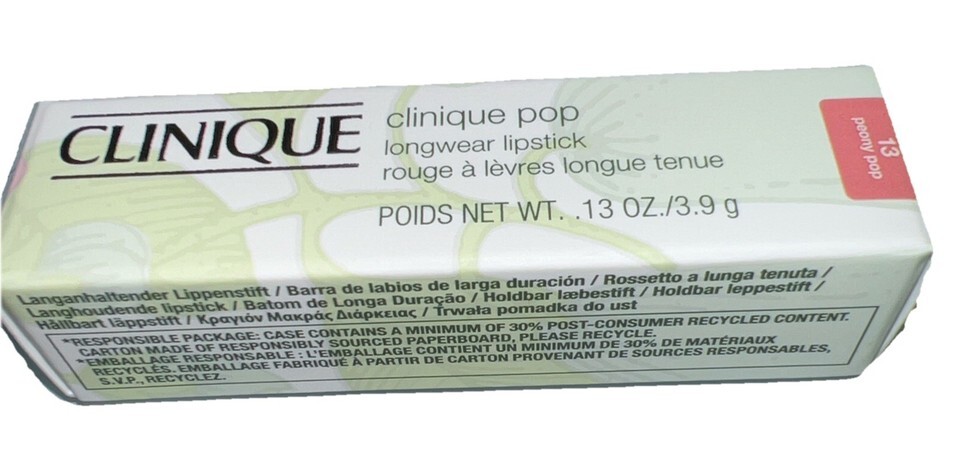 CLINIQUE
clinique pop
longwear lipstick
rouge à lèvres longue tenue
POIDS NET WT. .13 OZ./3.9 g
13
peony pop
Langanhaltender Lippenstift / Barra de labios de larga duración / Rossetto a lunga tenuta /
Langhoudende lipstick / Batom de Longa Duração / Holdbar læbestift / Holdbar leppestift /
Hållbart läppstift / Κραγιόν Μακράς Διάρκειας / Trwała pomadka do ust
*RESPONSIBLE PACKAGE: CASE CONTAINS A MINIMUM OF 30% POST-CONSUMER RECYCLED CONTENT.
CARTON MADE OF RESPONSIBLY SOURCED PAPERBOARD, PLEASE RECYCLE.
*EMBALLAGE RESPONSABLE : L'EMBALLAGE CONTIENT UN MINIMUM DE 30% DE MATÉRIAUX
RECYCLÉS. EMBALLAGE FABRIQUÉ À PARTIR DE CARTON PROVENANT DE SOURCES RESPONSABLES,
S.V.P., RECYCLEZ.